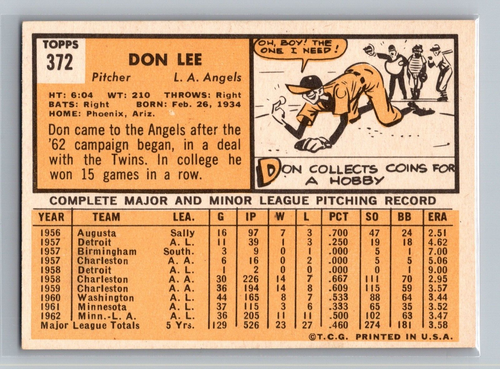 TOPPS
372
DON LEE
Pitcher L. A. Angels
HT: 6:04 WT: 210 THROWS: Right
BATS: Right BORN: Feb. 26, 1934
HOME: Phoenix, Ariz.
Don came to the Angels after the
'62 campaign began, in a deal
with the Twins. In college he
won 15 games in a row.
OH, BOY! THE
ONE I NEED!
C
DON COLLECTS COINS FOR
A HOBBY
COMPLETE MAJOR AND MINOR LEAGUE PITCHING RECORD
YEAR TEAM LEA. G IP W L PCT SO BB ERA
1956 Augusta Sally 16 97 7 3 .700 47 24 2.51
1957 Detroit A. L. 11 39 1 3 .250 19 18 4.62
1957 Birmingham South. 3 9 0 1 .000 5 1 7.00
1957 Charleston A. A. 6 16 0 2 .000 5 5 5.06
1958 Detroit A. L. 1 2 0 0 .000 0 1 9.00
1958 Charleston A. A. 30 226 14 7 .667 111 70 2.95
1959 Charleston A. A. 36 194 14 8 .609 115 59 3.57
1960 Washington A. L. 44 165 8 7 .533 88 64 3.44
1961 Minnesota A. L. 37 115 3 6 .333 65 35 3.52
1962 Minn.-L. A. A. L. 36 205 11 11 .500 102 63 3.47
Major League Totals 5 Yrs. 129 526 23 27 .460 274 181 3.58
©T.C.G. PRINTED IN U.S.A.